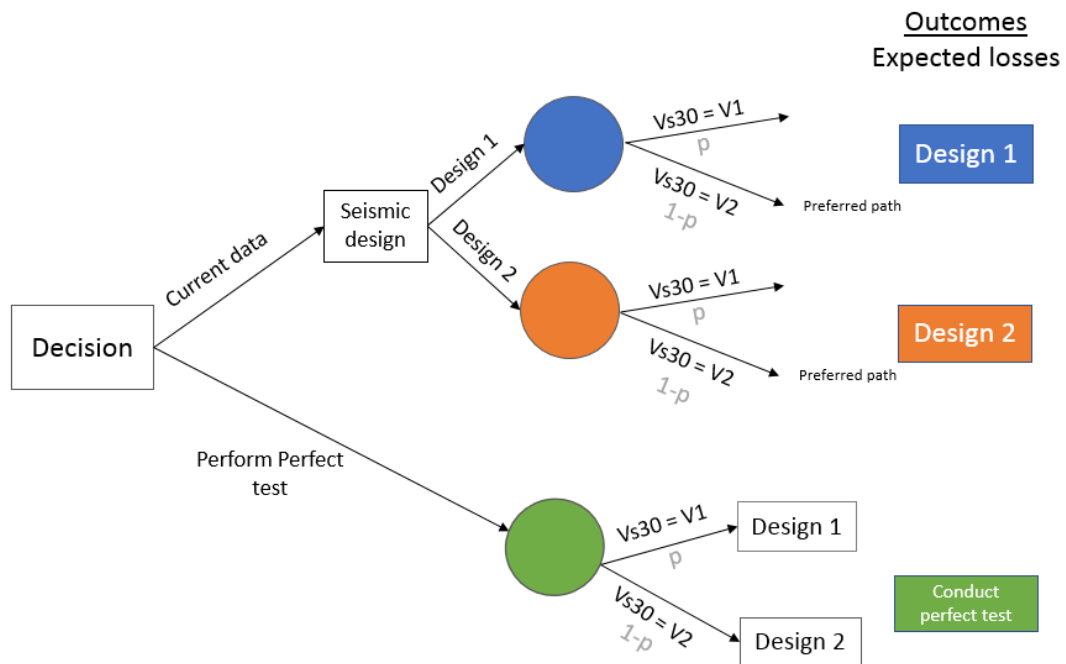 Outcomes
Expected losses
Vs30 = V1
p
Design 1
Design 1
Vs30 = V2
1-p
Preferred path
Seismic
design
Current data
Design 2
Vs30 = V1
p
Design 2
Decision
Vs30 = V2
1-p
Preferred path
Perform Perfect
test
Vs30 = V1
p
Design 1
Conduct
perfect test
Vs30 = V2
1-p
Design 2